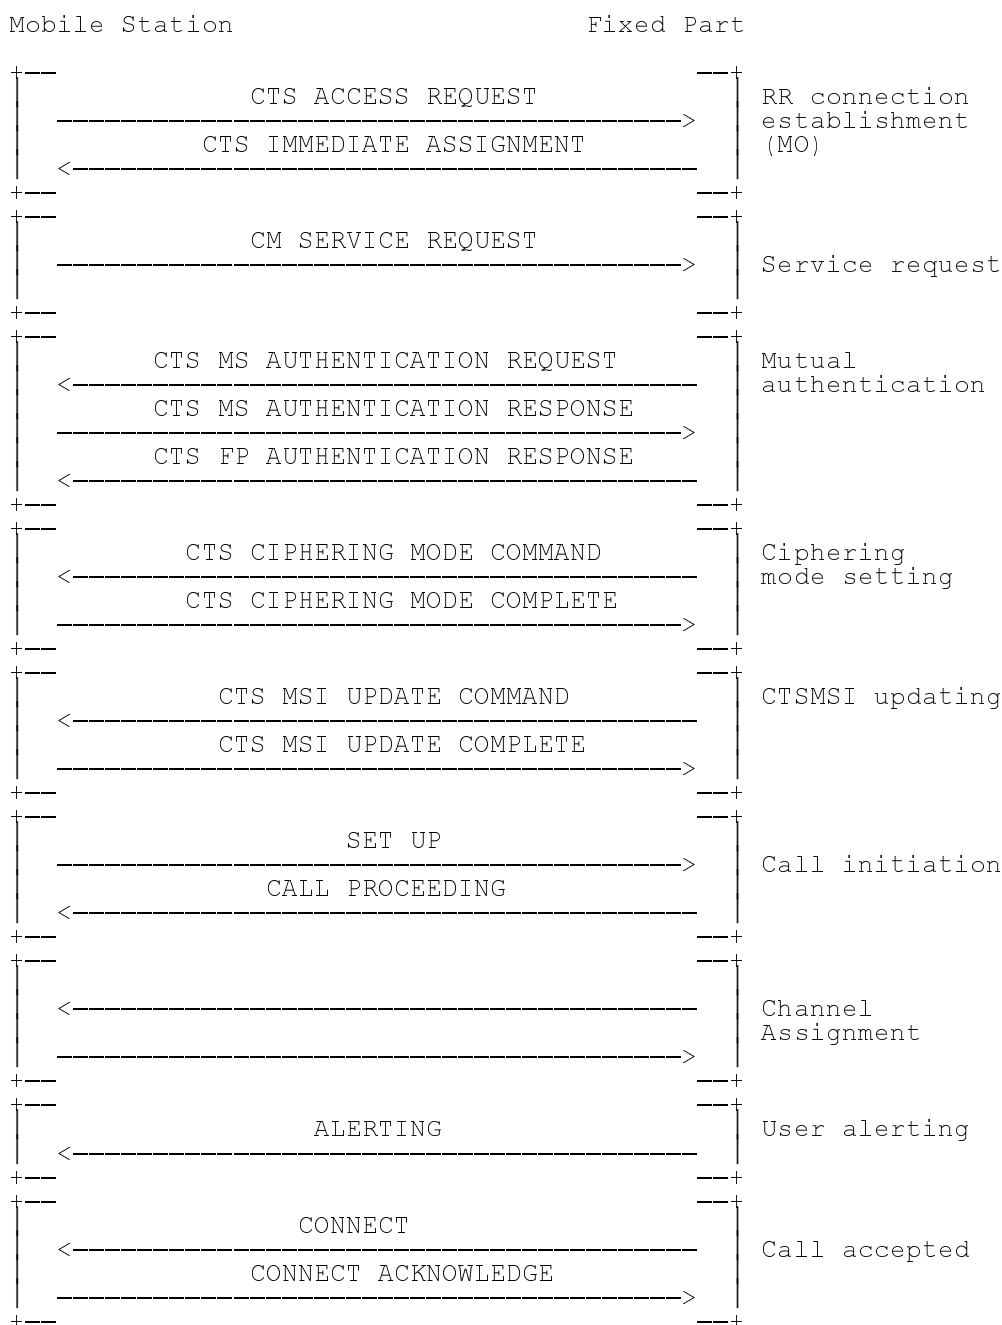 Mobile Station Fixed Part
CTS ACCESS REQUEST RR connection
establishment
CTS IMMEDIATE ASSIGNMENT (MO)
CM SERVICE REQUEST
Service request
CTS MS AUTHENTICATION REQUEST Mutual
authentication
CTS MS AUTHENTICATION RESPONSE
CTS FP AUTHENTICATION RESPONSE
CTS CIPHERING MODE COMMAND Ciphering
mode setting
CTS CIPHERING MODE COMPLETE
CTS MSI UPDATE COMMAND CTSMSI updating
CTS MSI UPDATE COMPLETE
SET UP
Call initiation
CALL PROCEEDING
Channel
Assignment
ALERTING User alerting
CONNECT
Call accepted
CONNECT ACKNOWLEDGE